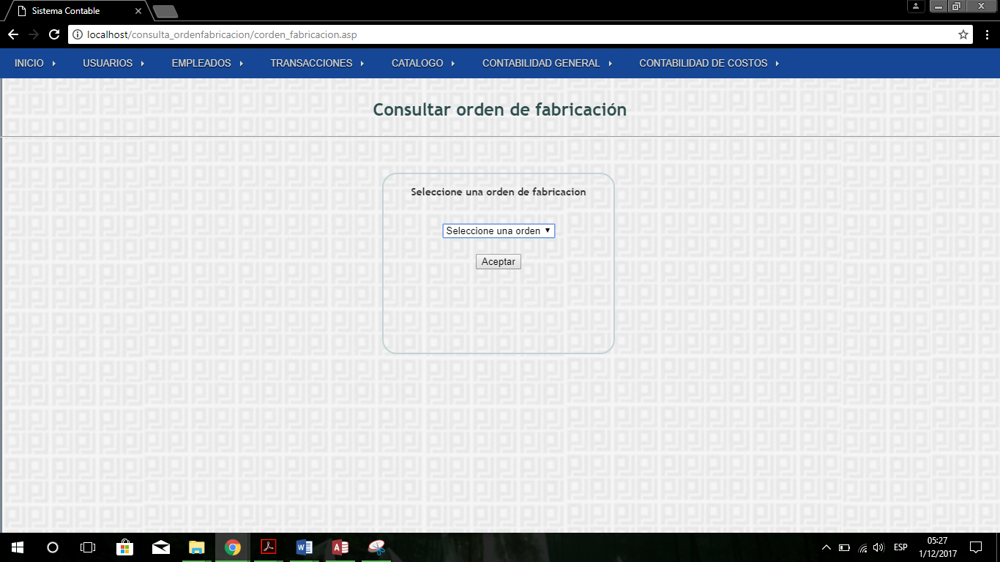 Sistema Contable
localhost/consulta_ordenfabricacion/corden_fabricacion.asp
INICIO USUARIOS EMPLEADOS TRANSACCIONES CATALOGO CONTABILIDAD GENERAL CONTABILIDAD DE COSTOS
Consultar orden de fabricación
Seleccione una orden de fabricacion
Seleccione una orden
Aceptar
ESP
05:27
1/12/2017